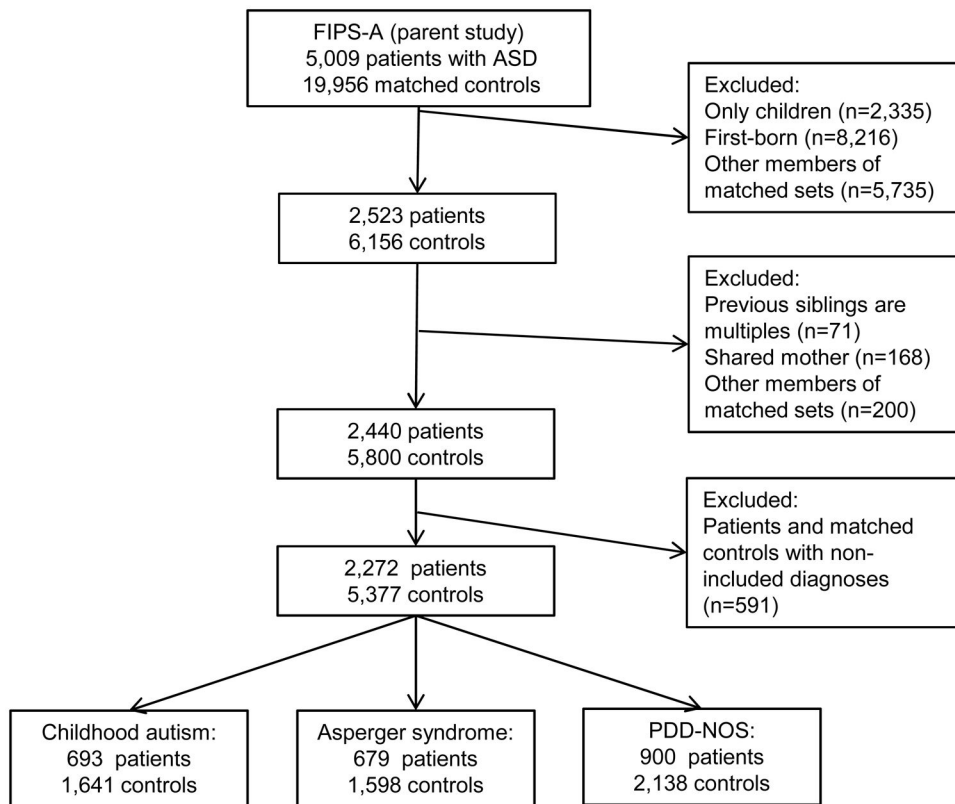 FIPS-A (parent study)
5,009 patients with ASD
19,956 matched controls
Excluded:
Only children (n=2,335)
First-born (n=8,216)
Other members of
matched sets (n=5,735)
2,523 patients
6,156 controls
Excluded:
Previous siblings are
multiples (n=71)
Shared mother (n=168)
Other members of
matched sets (n=200)
2,440 patients
5,800 controls
Excluded:
Patients and matched
controls with non-
included diagnoses
(n=591)
2,272 patients
5,377 controls
Childhood autism:
693 patients
1,641 controls
Asperger syndrome:
679 patients
1,598 controls
PDD-NOS:
900 patients
2,138 controls